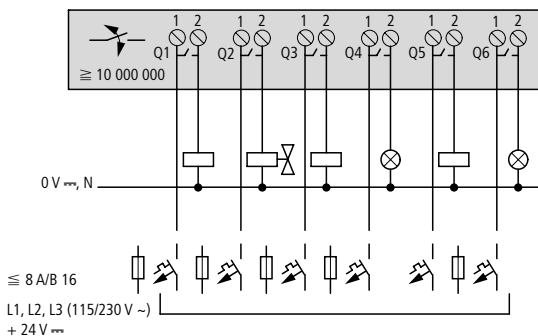 1 2 1 2 1 2 1 2 1 2 1 2
Q1 Q2 Q3 Q4 Q5 Q6
≧ 10 000 000
0 V ⎓, N
≦ 8 A/B 16
L1, L2, L3 (115/230 V ~)
+ 24 V ⎓